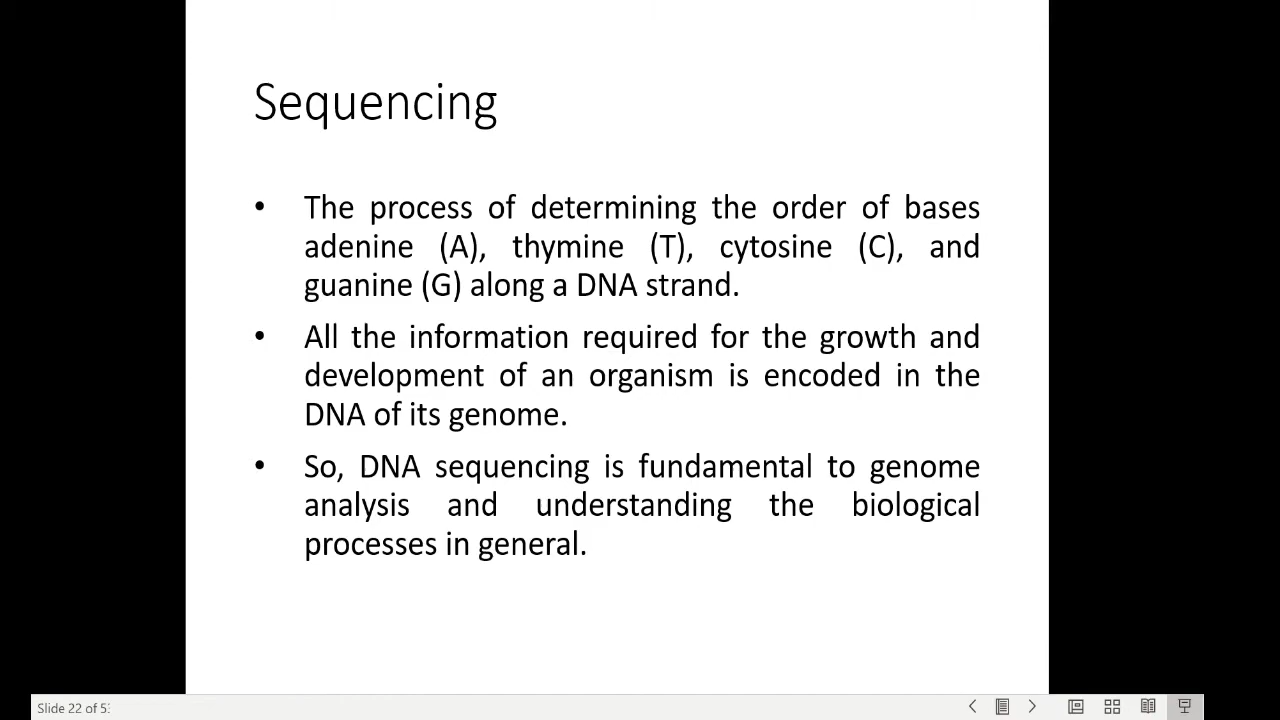 Sequencing
• The process of determining the order of bases
adenine (A), thymine (T), cytosine (C), and
guanine (G) along a DNA strand.
• All the information required for the growth and
development of an organism is encoded in the
DNA of its genome.
• So, DNA sequencing is fundamental to genome
analysis and understanding the biological
processes in general.
Slide 22 of